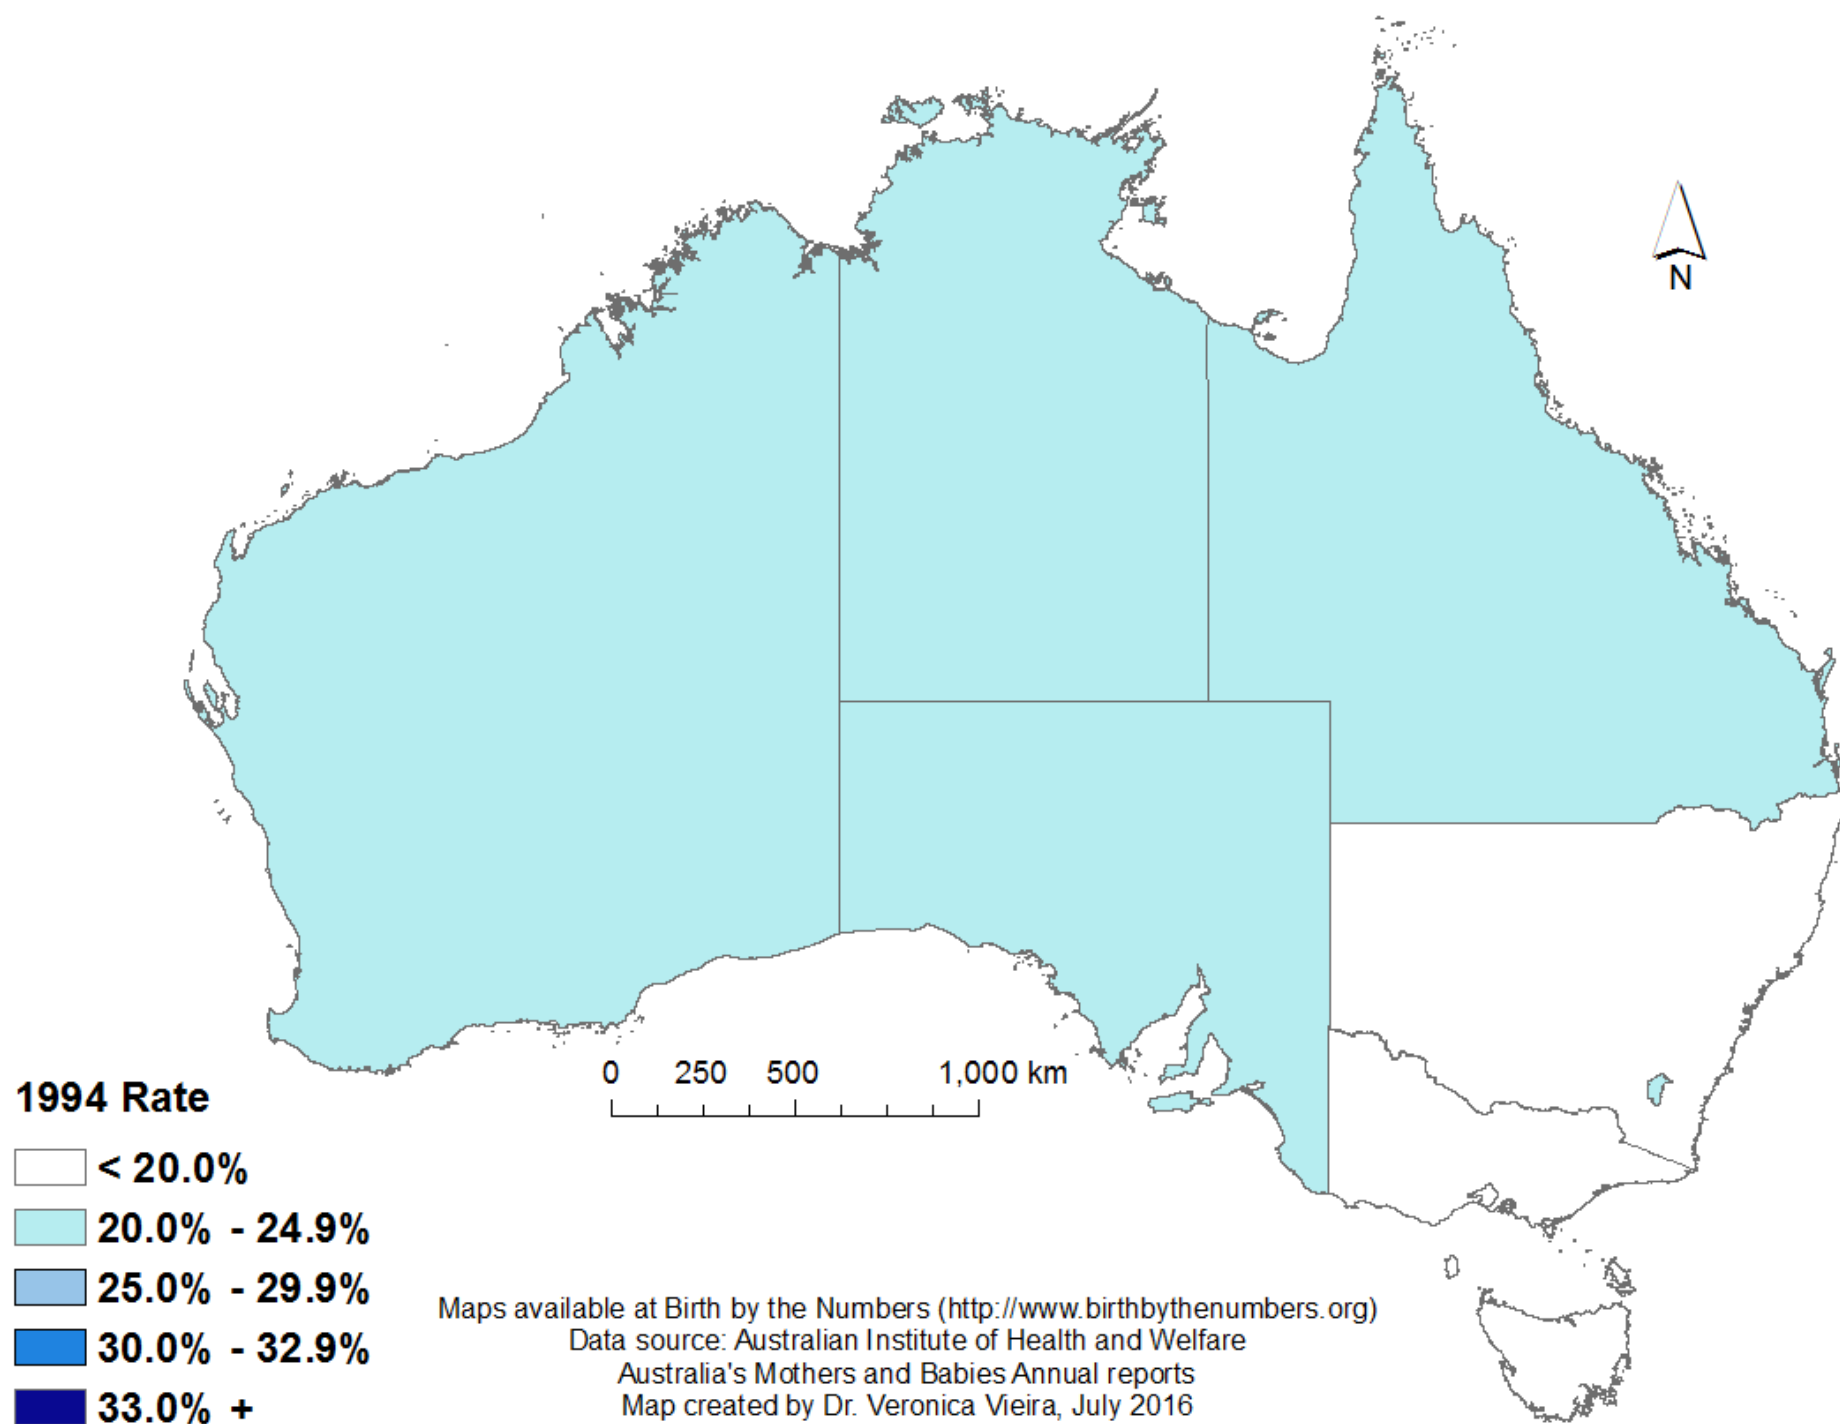 N
0 250 500 1,000 km
1994 Rate
< 20.0%
20.0% - 24.9%
25.0% - 29.9%
30.0% - 32.9%
33.0% +
Maps available at Birth by the Numbers (http://www.birthbythenumbers.org)
Data source: Australian Institute of Health and Welfare
Australia's Mothers and Babies Annual reports
Map created by Dr. Veronica Vieira, July 2016